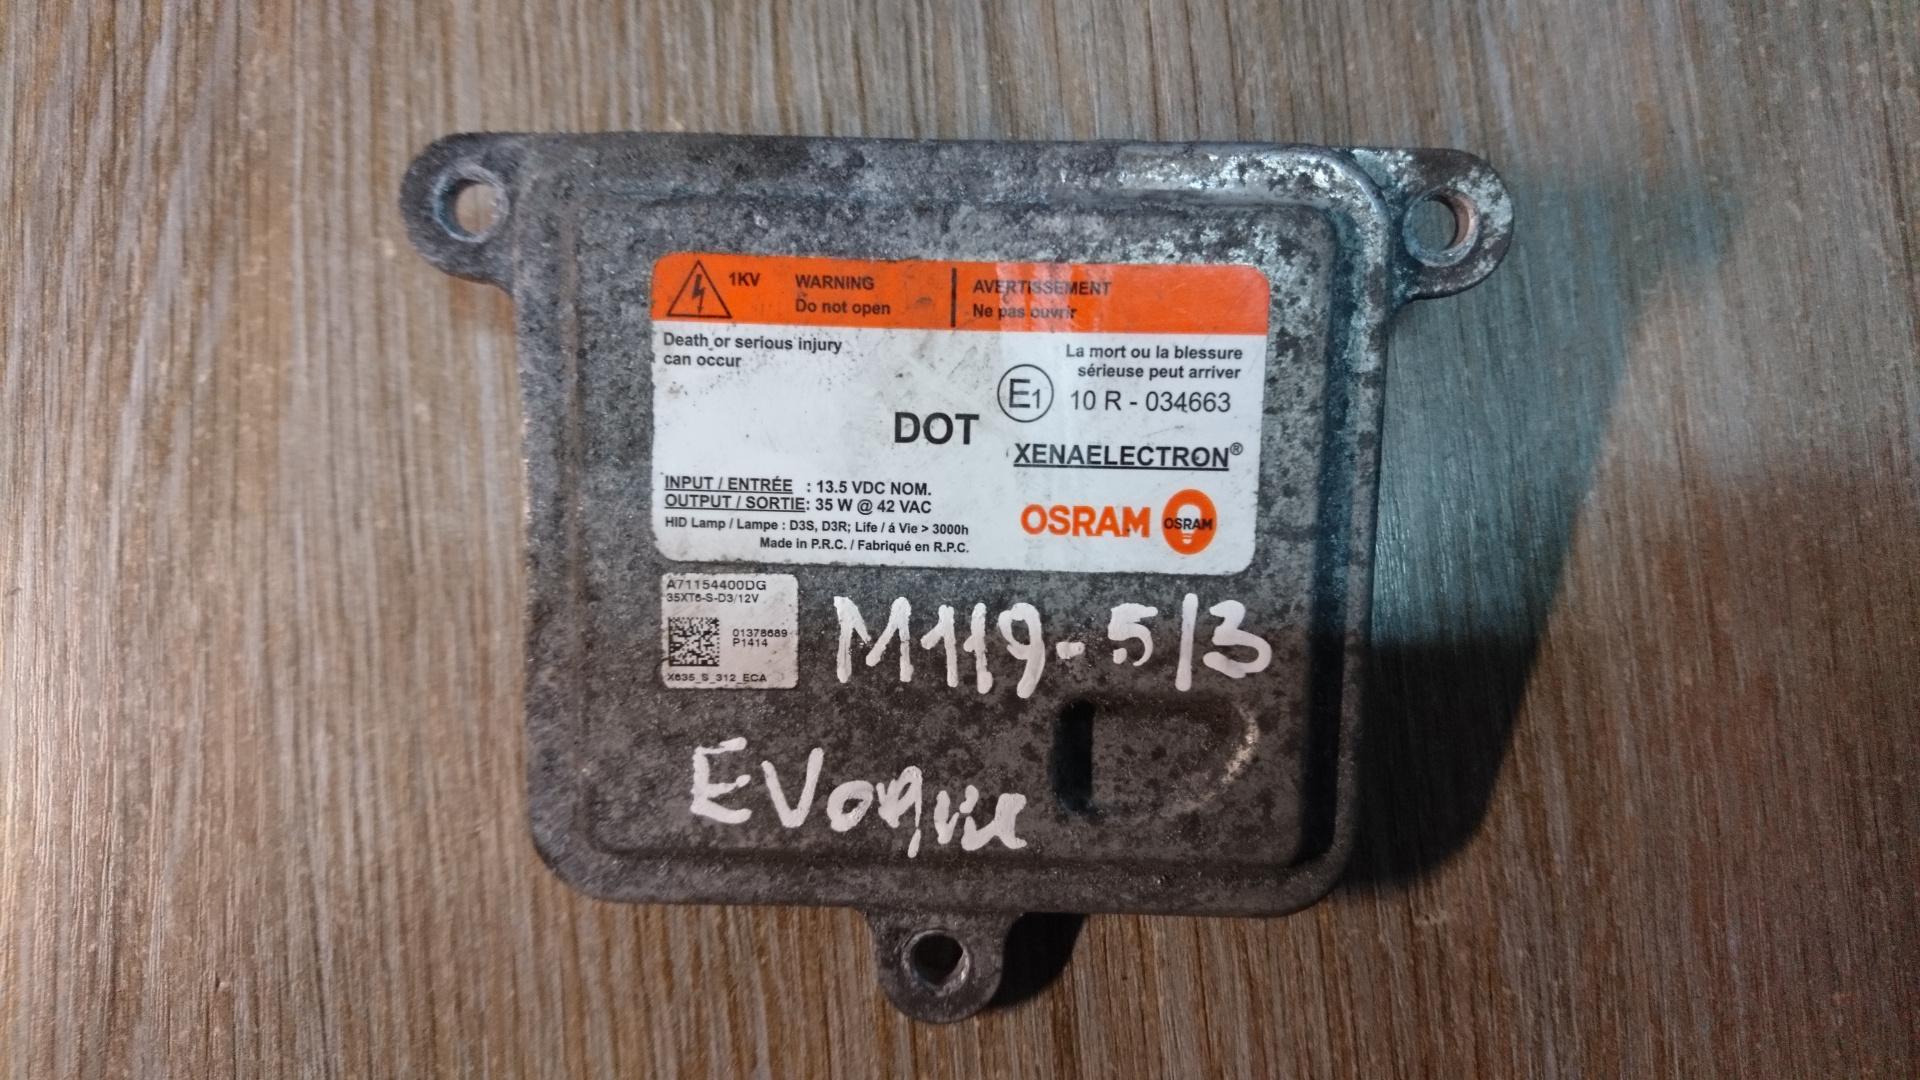 1KV
WARNING
Do not open
AVERTISSEMENT
Ne pas ouvrir
Death or serious injury
can occur
La mort ou la blessure
sérieuse peut arriver
E1 10 R - 034663
DOT
XENAELECTRON®
INPUT / ENTRÉE : 13.5 VDC NOM.
OUTPUT / SORTIE: 35 W @ 42 VAC
HID Lamp / Lampe : D3S, D3R; Life / á Vie > 3000h
Made in P.R.C. / Fabriqué en R.P.C.
OSRAM OSRAM
A71154400DG
35XT6-S-D3/12V
01378689
P1414
X635_S_312_ECA
M119-5/3
EVoque